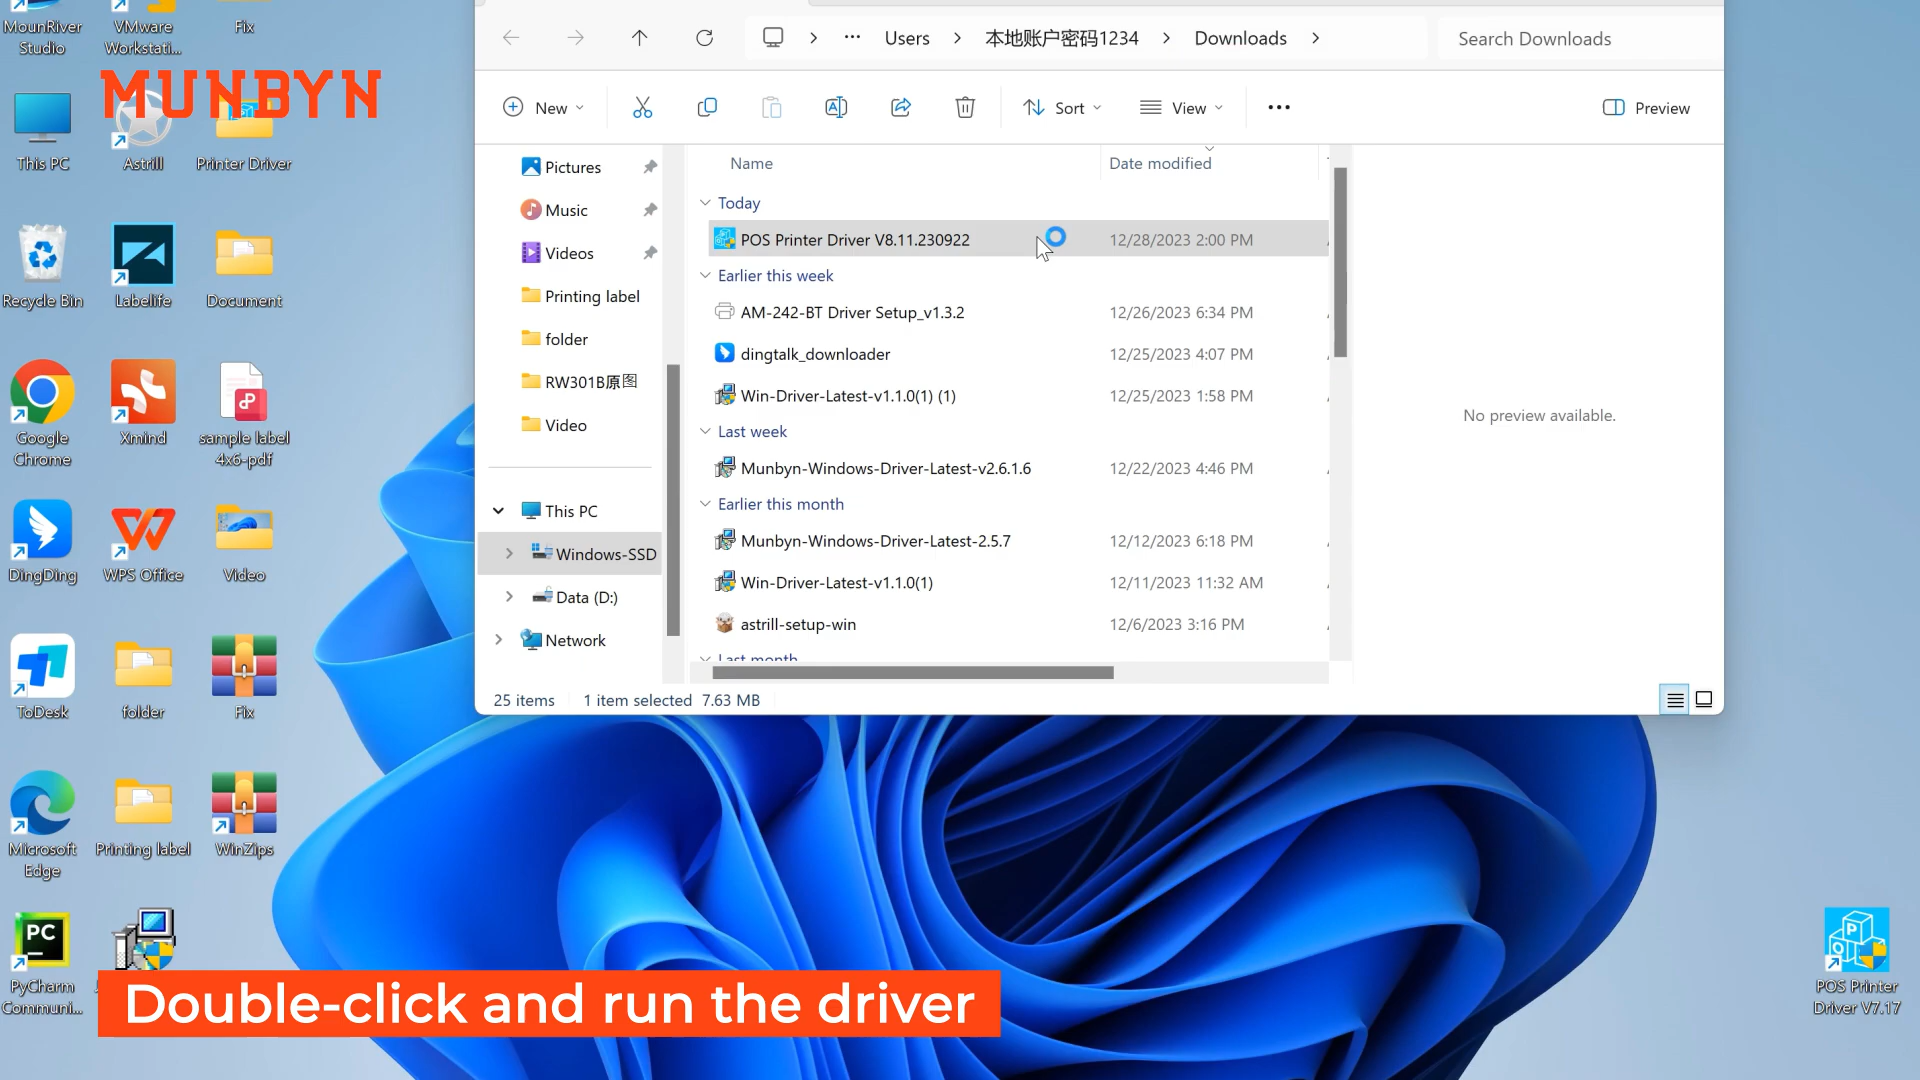 MounRiver
Studio
VMware
Workstati...
Fix
MUNBYN
This PC
Astrill
Printer Driver
Recycle Bin
Labelife
Document
Google
Chrome
Xmind
sample label
4x6-pdf
DingDing
WPS Office
Video
ToDesk
folder
Fix
Microsoft
Edge
Printing label
WinZips
PyCharm
Communi...
Users
本地账户密码1234
Downloads
Search Downloads
New
Sort
View
Preview
Pictures
Music
Videos
Printing label
folder
RW301B原图
Video
This PC
Windows-SSD
Data (D:)
Network
Name
Date modified
Today
POS Printer Driver V8.11.230922
12/28/2023 2:00 PM
Earlier this week
AM-242-BT Driver Setup_v1.3.2
12/26/2023 6:34 PM
dingtalk_downloader
12/25/2023 4:07 PM
Win-Driver-Latest-v1.1.0(1) (1)
12/25/2023 1:58 PM
Last week
Munbyn-Windows-Driver-Latest-v2.6.1.6
12/22/2023 4:46 PM
Earlier this month
Munbyn-Windows-Driver-Latest-2.5.7
12/12/2023 6:18 PM
Win-Driver-Latest-v1.1.0(1)
12/11/2023 11:32 AM
astrill-setup-win
12/6/2023 3:16 PM
Last month
No preview available.
25 items
1 item selected 7.63 MB
POS Printer
Driver V7.17
Double-click and run the driver